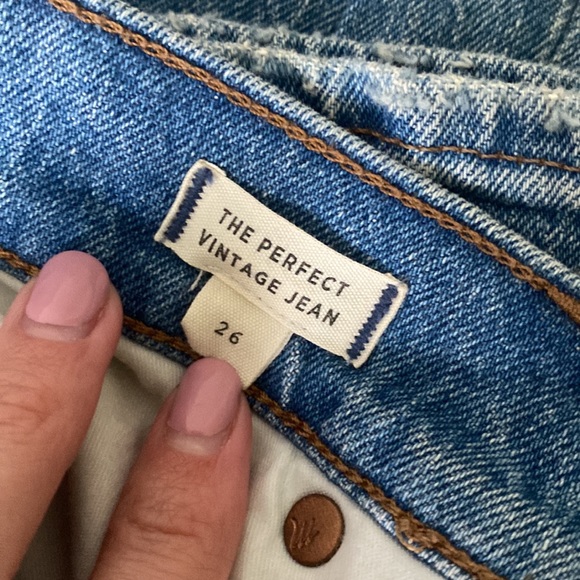 THE PERFECT
VINTAGE JEAN
26